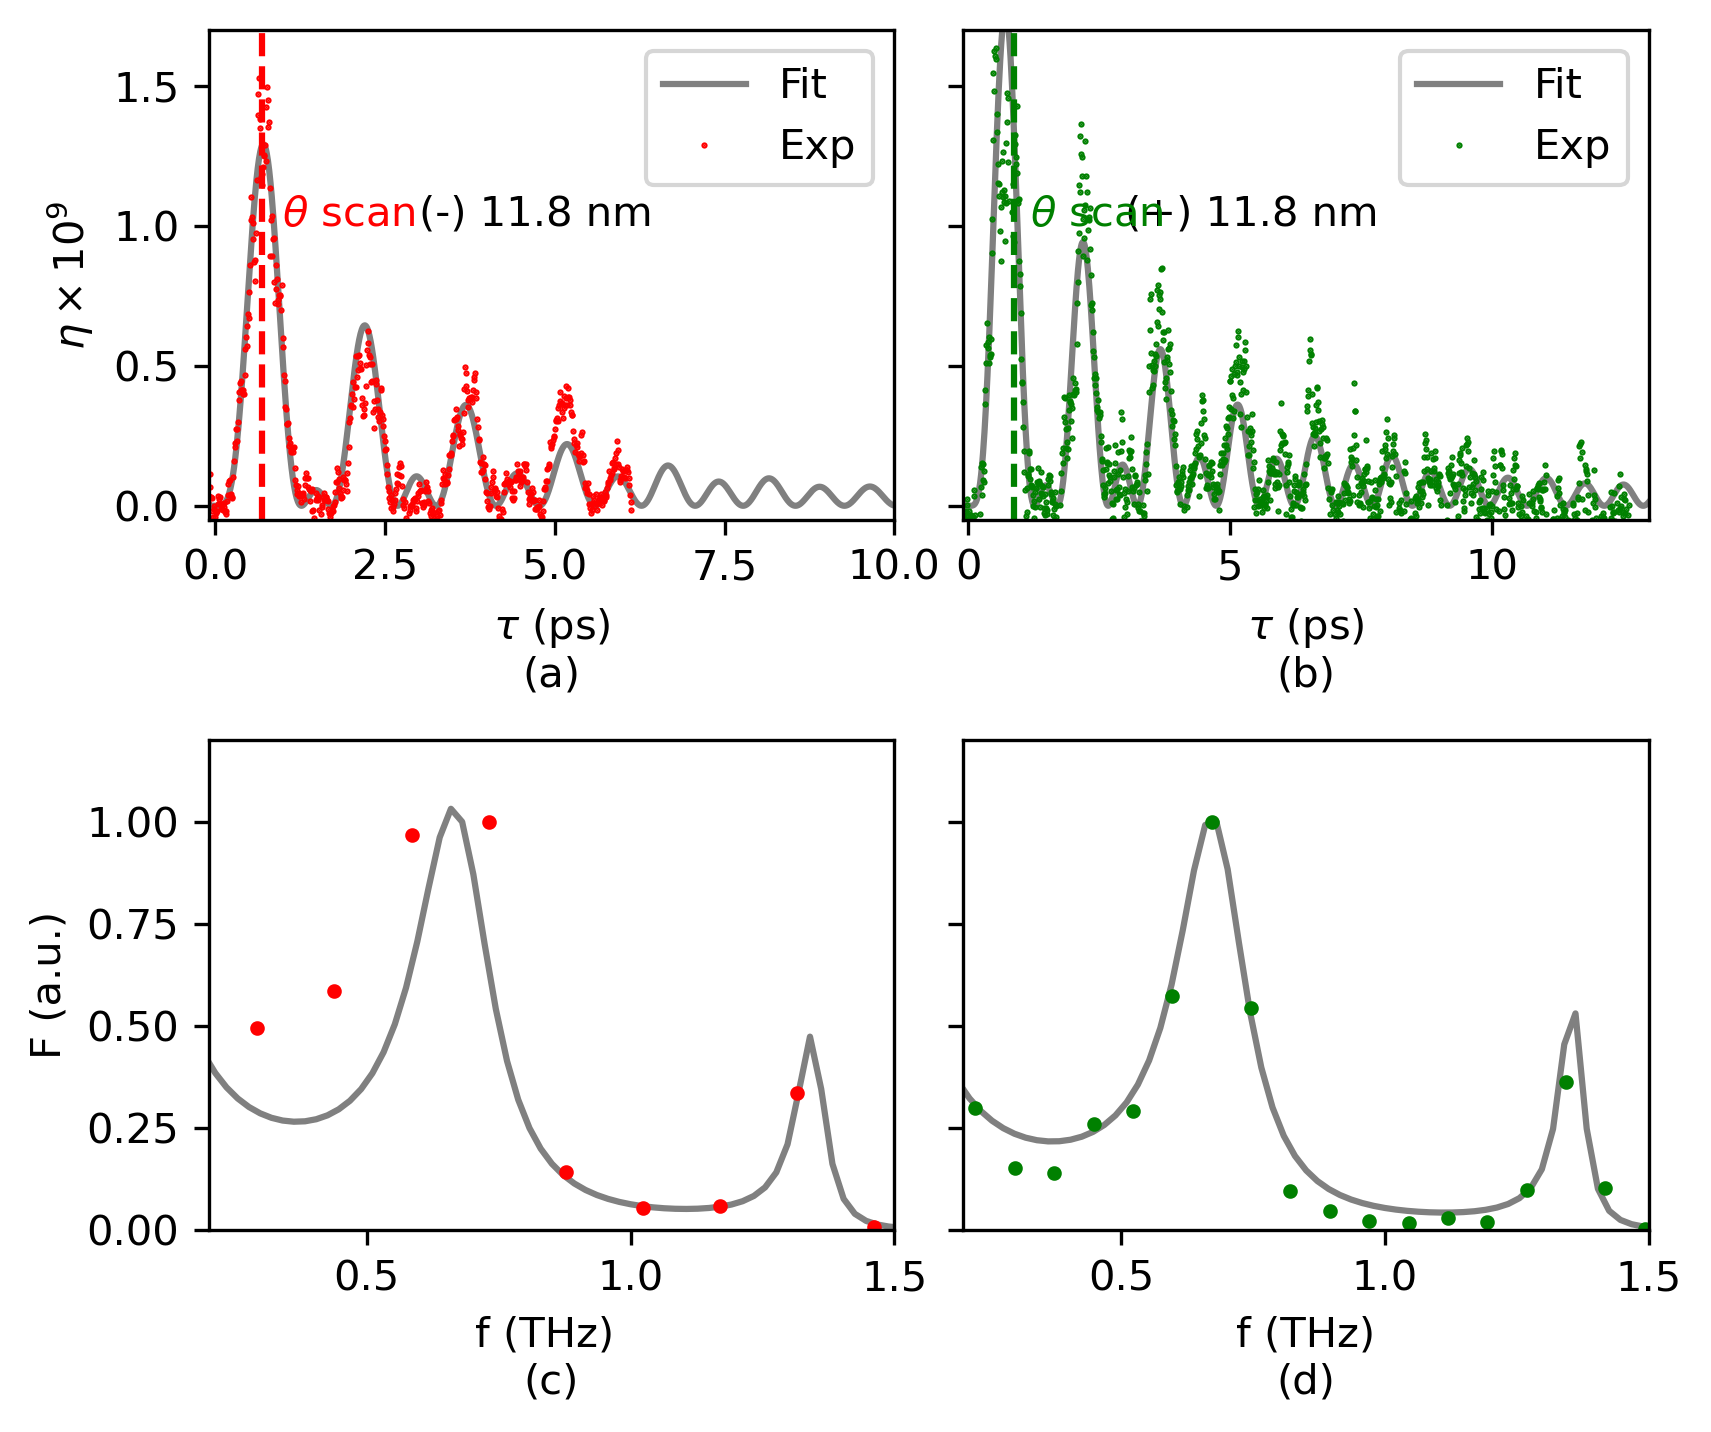 Fit
Exp
θ scan (-) 11.8 nm
η × 10⁹
1.5
1.0
0.5
0.0
0.0 2.5 5.0 7.5 10.0
τ (ps)
(a)
Fit
Exp
θ scan (+) 11.8 nm
0 5 10
τ (ps)
(b)
F (a.u.)
1.00
0.75
0.50
0.25
0.00
0.5 1.0 1.5
f (THz)
(c)
0.5 1.0 1.5
f (THz)
(d)